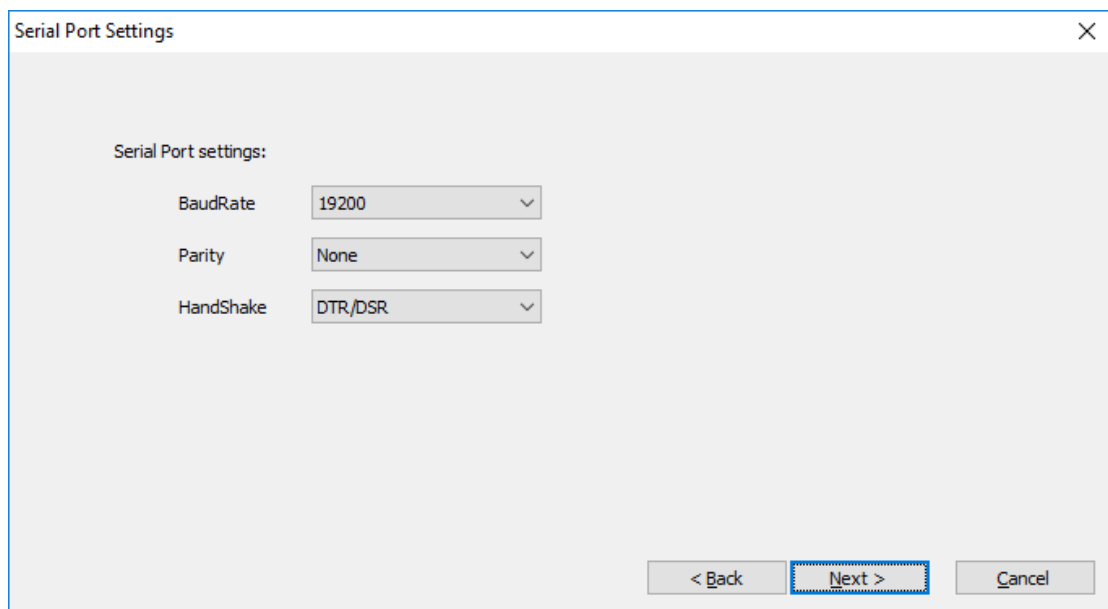 Serial Port Settings
Serial Port settings:
BaudRate 19200
Parity None
HandShake DTR/DSR
< Back Next > Cancel